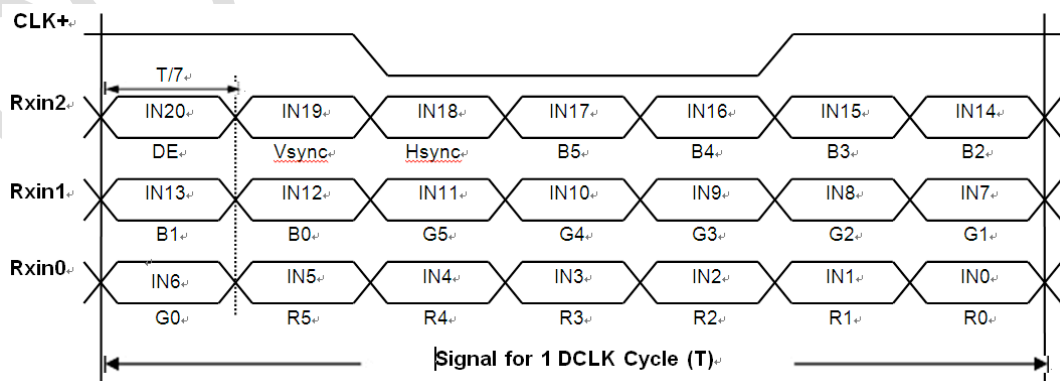 CLK+
T/7
Rxin2 IN20 IN19 IN18 IN17 IN16 IN15 IN14
DE Vsync Hsync B5 B4 B3 B2
Rxin1 IN13 IN12 IN11 IN10 IN9 IN8 IN7
B1 B0 G5 G4 G3 G2 G1
Rxin0 IN6 IN5 IN4 IN3 IN2 IN1 IN0
G0 R5 R4 R3 R2 R1 R0
Signal for 1 DCLK Cycle (T)